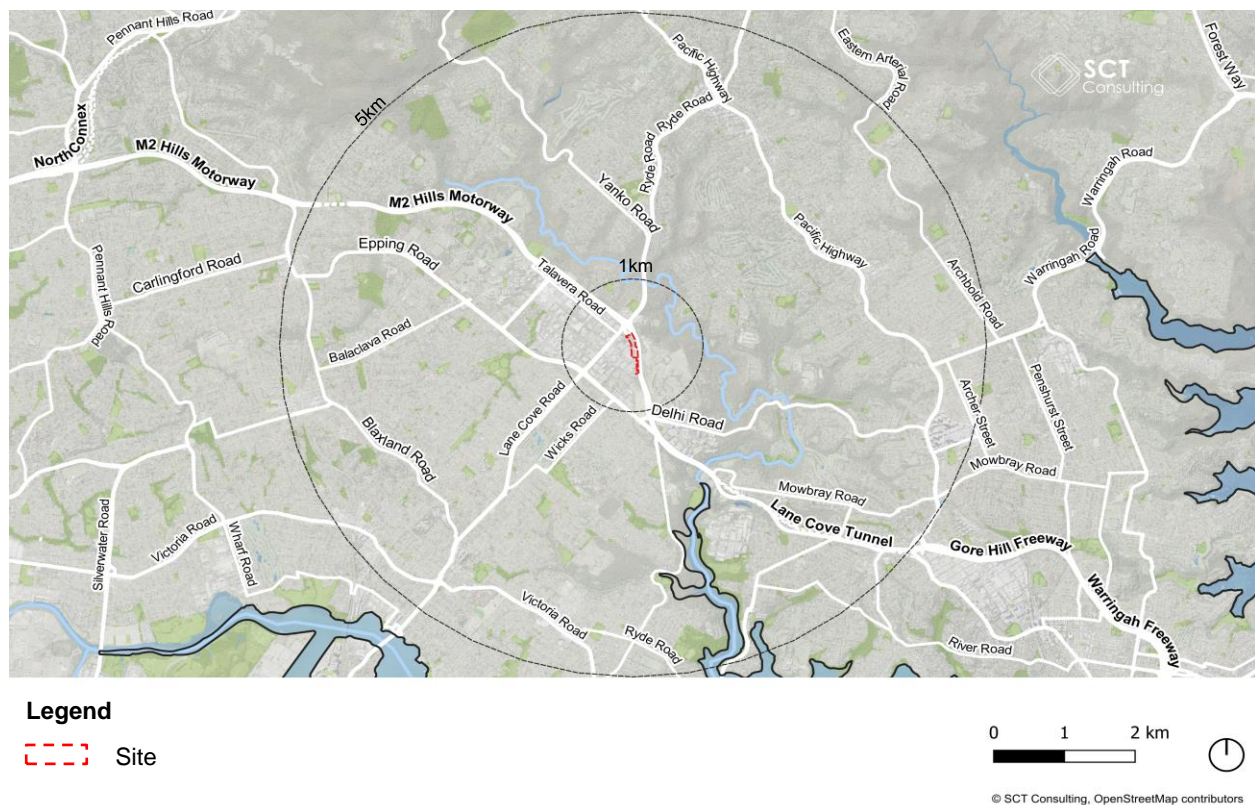 Pennant Hills Road
NorthConnex
M2 Hills Motorway
5km
Pacific Highway
Eastern Arterial Road
SCT
Consulting
Forest Way
Ryde Road
Ryde Road
Yanko Road
Warringah Road
M2 Hills Motorway
Epping Road
Pacific Highway
Warringah Road
Carlingford Road
Pennant Hills Road
Talavera Road
1km
Archbold Road
Balaclava Road
Lane Cove Road
Wicks Road
Delhi Road
Archer Street
Penshurst Street
Blaxland Road
Mowbray Road
Mowbray Road
Lane Cove Tunnel
Gore Hill Freeway
Silverwater Road
Victoria Road
Wharf Road
Victoria Road
Ryde Road
River Road
Warringah Freeway
Legend
Site
0 1 2 km
© SCT Consulting, OpenStreetMap contributors